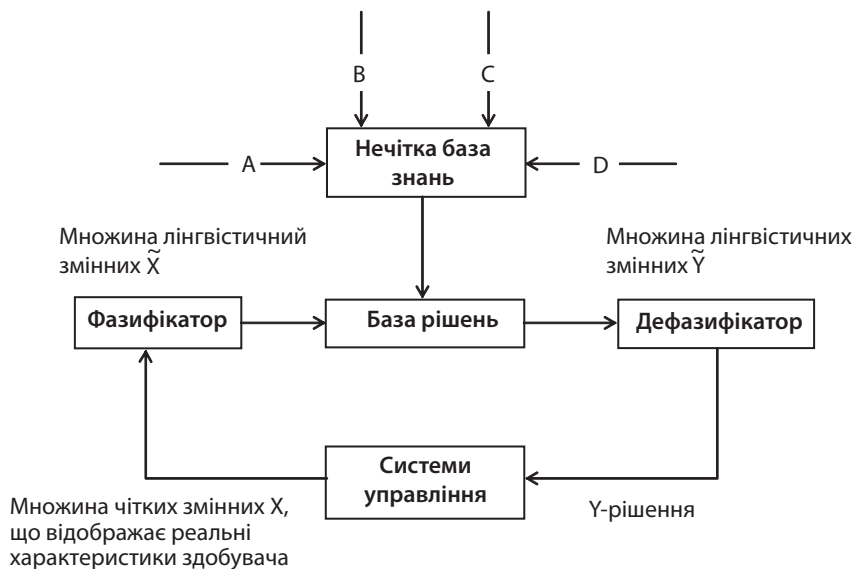 B
C
A
Нечітка база
знань
D
Множина лінгвістичний
змінних X̃
Множина лінгвістичних
змінних Ỹ
Фазифікатор
База рішень
Дефазифікатор
Системи
управління
Множина чітких змінних X,
що відображає реальні
характеристики здобувача
Y-рішення